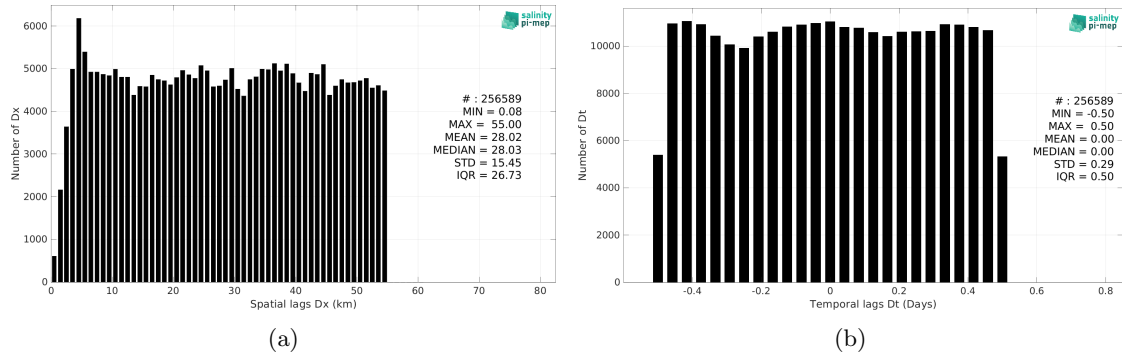 6000
5000
4000
3000
2000
1000
0
Number of Dx
0 10 20 30 40 50 60 70 80
Spatial lags Dx (km)
salinity
pi-mep
# : 256589
MIN = 0.08
MAX = 55.00
MEAN = 28.02
MEDIAN = 28.03
STD = 15.45
IQR = 26.73
(a)
10000
8000
6000
4000
2000
0
Number of Dt
-0.4 -0.2 0 0.2 0.4 0.6 0.8
Temporal lags Dt (Days)
salinity
pi-mep
# : 256589
MIN = -0.50
MAX = 0.50
MEAN = 0.00
MEDIAN = 0.00
STD = 0.29
IQR = 0.50
(b)